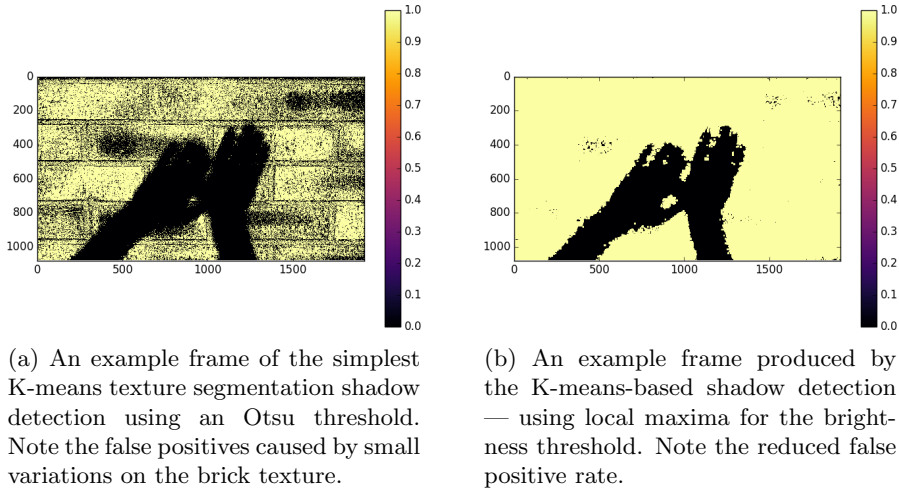 1.0
0.9
0.8
0.7
0.6
0.5
0.4
0.3
0.2
0.1
0.0
0
200
400
600
800
1000
0 500 1000 1500
(a) An example frame of the simplest
K-means texture segmentation shadow
detection using an Otsu threshold.
Note the false positives caused by small
variations on the brick texture.
1.0
0.9
0.8
0.7
0.6
0.5
0.4
0.3
0.2
0.1
0.0
0
200
400
600
800
1000
0 500 1000 1500
(b) An example frame produced by
the K-means-based shadow detection
— using local maxima for the bright-
ness threshold. Note the reduced false
positive rate.